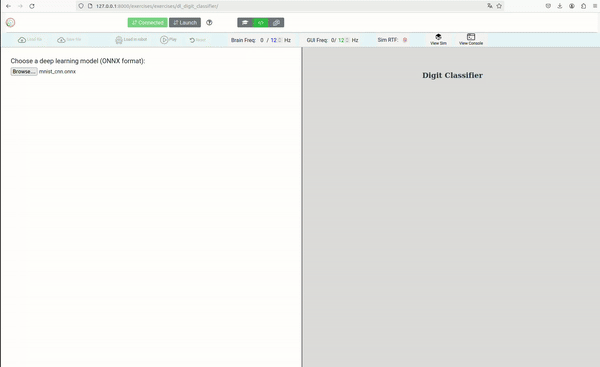 127.0.0.1:8000/exercises/exercises/dl_digit_classifier/
Connected Launch
Load file Save file Load in robot Play Reset Brain Freq: 0 / 12 Hz GUI Freq: 0/ 12 Hz Sim RTF: 0 View Sim View Console
Choose a deep learning model (ONNX format):
Browse... mnist_cnn.onnx
Digit Classifier